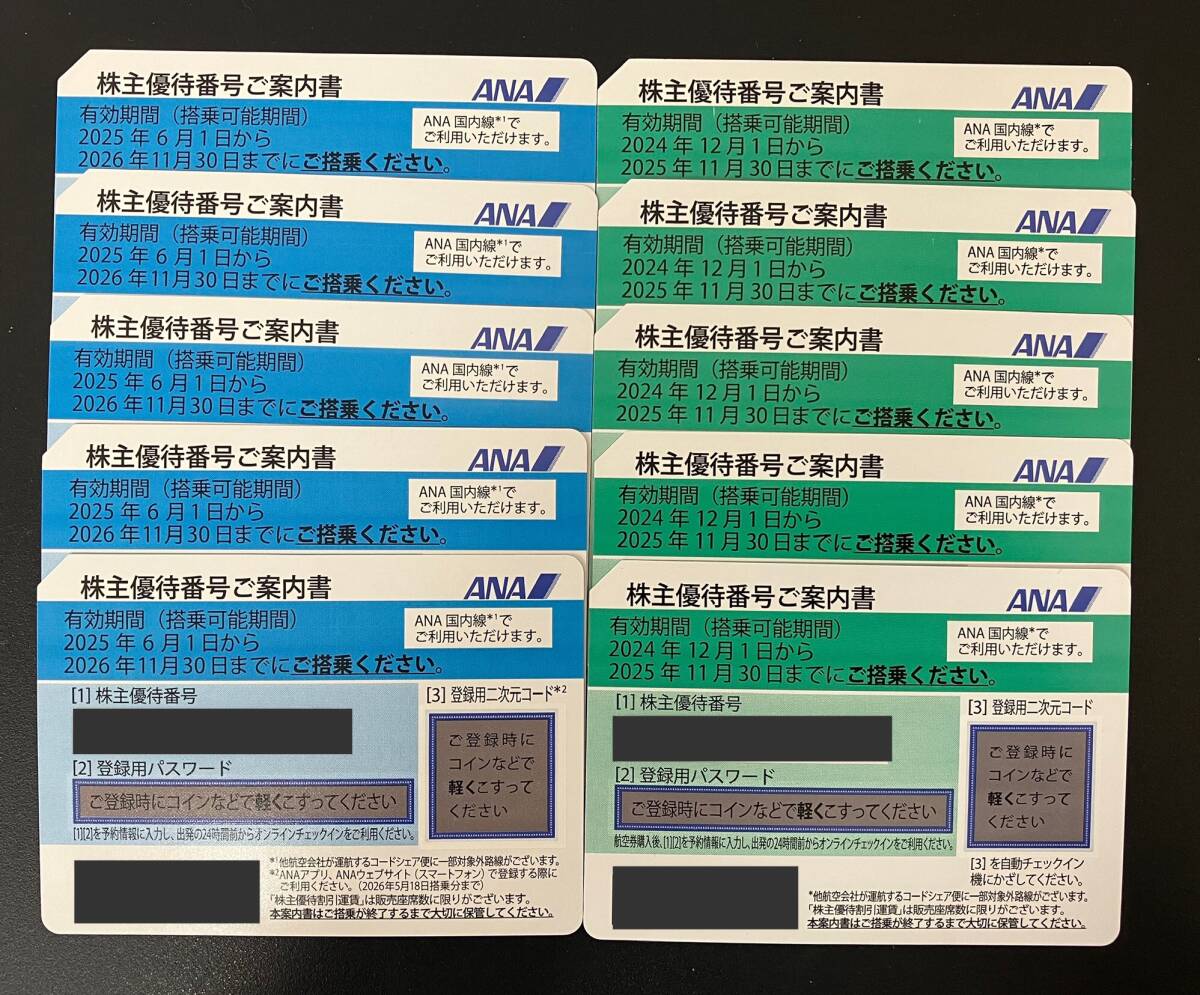 株主優待番号ご案内書
ANA
有効期間（搭乗可能期間）
2025年6月1日から
2026年11月30日までにご搭乗ください。
ANA国内線*1で
ご利用いただけます。
株主優待番号ご案内書
ANA
有効期間（搭乗可能期間）
2025年6月1日から
2026年11月30日までにご搭乗ください。
ANA国内線*1で
ご利用いただけます。
株主優待番号ご案内書
ANA
有効期間（搭乗可能期間）
2025年6月1日から
2026年11月30日までにご搭乗ください。
ANA国内線*1で
ご利用いただけます。
株主優待番号ご案内書
ANA
有効期間（搭乗可能期間）
2025年6月1日から
2026年11月30日までにご搭乗ください。
ANA国内線*1で
ご利用いただけます。
株主優待番号ご案内書
ANA
有効期間（搭乗可能期間）
2025年6月1日から
2026年11月30日までにご搭乗ください。
ANA国内線*1で
ご利用いただけます。
[1] 株主優待番号
[2] 登録用パスワード
ご登録時にコインなどで軽くこすってください
[1][2]を予約情報に入力し、出発の24時間前からオンラインチェックインをご利用ください。
[3] 登録用二次元コード*2
ご登録時に
コインなどで
軽くこすって
ください
*1他航空会社が運航するコードシェア便に一部対象外路線がございます。
*2ANAアプリ、ANAウェブサイト（スマートフォン）で登録する際に
ご利用ください。（2026年5月18日搭乗分まで）
「株主優待割引運賃」は販売座席数に限りがございます。
本案内書はご搭乗が終了するまで大切に保管してください。
株主優待番号ご案内書
ANA
有効期間（搭乗可能期間）
2024年12月1日から
2025年11月30日までにご搭乗ください。
ANA国内線*で
ご利用いただけます。
株主優待番号ご案内書
ANA
有効期間（搭乗可能期間）
2024年12月1日から
2025年11月30日までにご搭乗ください。
ANA国内線*で
ご利用いただけます。
株主優待番号ご案内書
ANA
有効期間（搭乗可能期間）
2024年12月1日から
2025年11月30日までにご搭乗ください。
ANA国内線*で
ご利用いただけます。
株主優待番号ご案内書
ANA
有効期間（搭乗可能期間）
2024年12月1日から
2025年11月30日までにご搭乗ください。
ANA国内線*で
ご利用いただけます。
株主優待番号ご案内書
ANA
有効期間（搭乗可能期間）
2024年12月1日から
2025年11月30日までにご搭乗ください。
ANA国内線*で
ご利用いただけます。
[1] 株主優待番号
[2] 登録用パスワード
ご登録時にコインなどで軽くこすってください
航空券購入後、[1][2]を予約情報に入力し、出発の24時間前からオンラインチェックインをご利用ください。
[3] 登録用二次元コード
ご登録時に
コインなどで
軽くこすって
ください
[3] を自動チェックイン
機にかざしてください。
*他航空会社が運航するコードシェア便に一部対象外路線がございます。
「株主優待割引運賃」は販売座席数に限りがございます。
本案内書はご搭乗が終了するまで大切に保管してください。